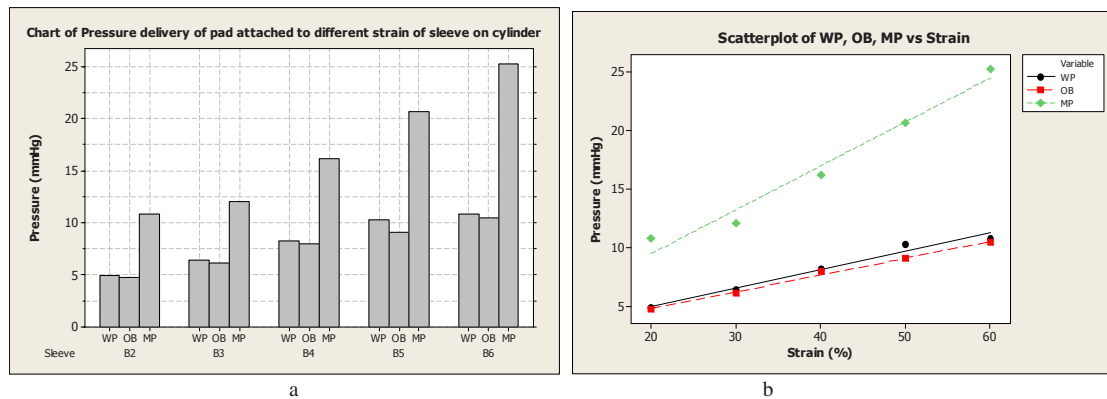 Chart of Pressure delivery of pad attached to different strain of sleeve on cylinder
Pressure (mmHg)
25
20
15
10
5
0
WP OB MP WP OB MP WP OB MP WP OB MP WP OB MP
Sleeve B2 B3 B4 B5 B6
a
Scatterplot of WP, OB, MP vs Strain
Variable
WP
OB
MP
Pressure (mmHg)
25
20
15
10
5
20 30 40 50 60
Strain (%)
b